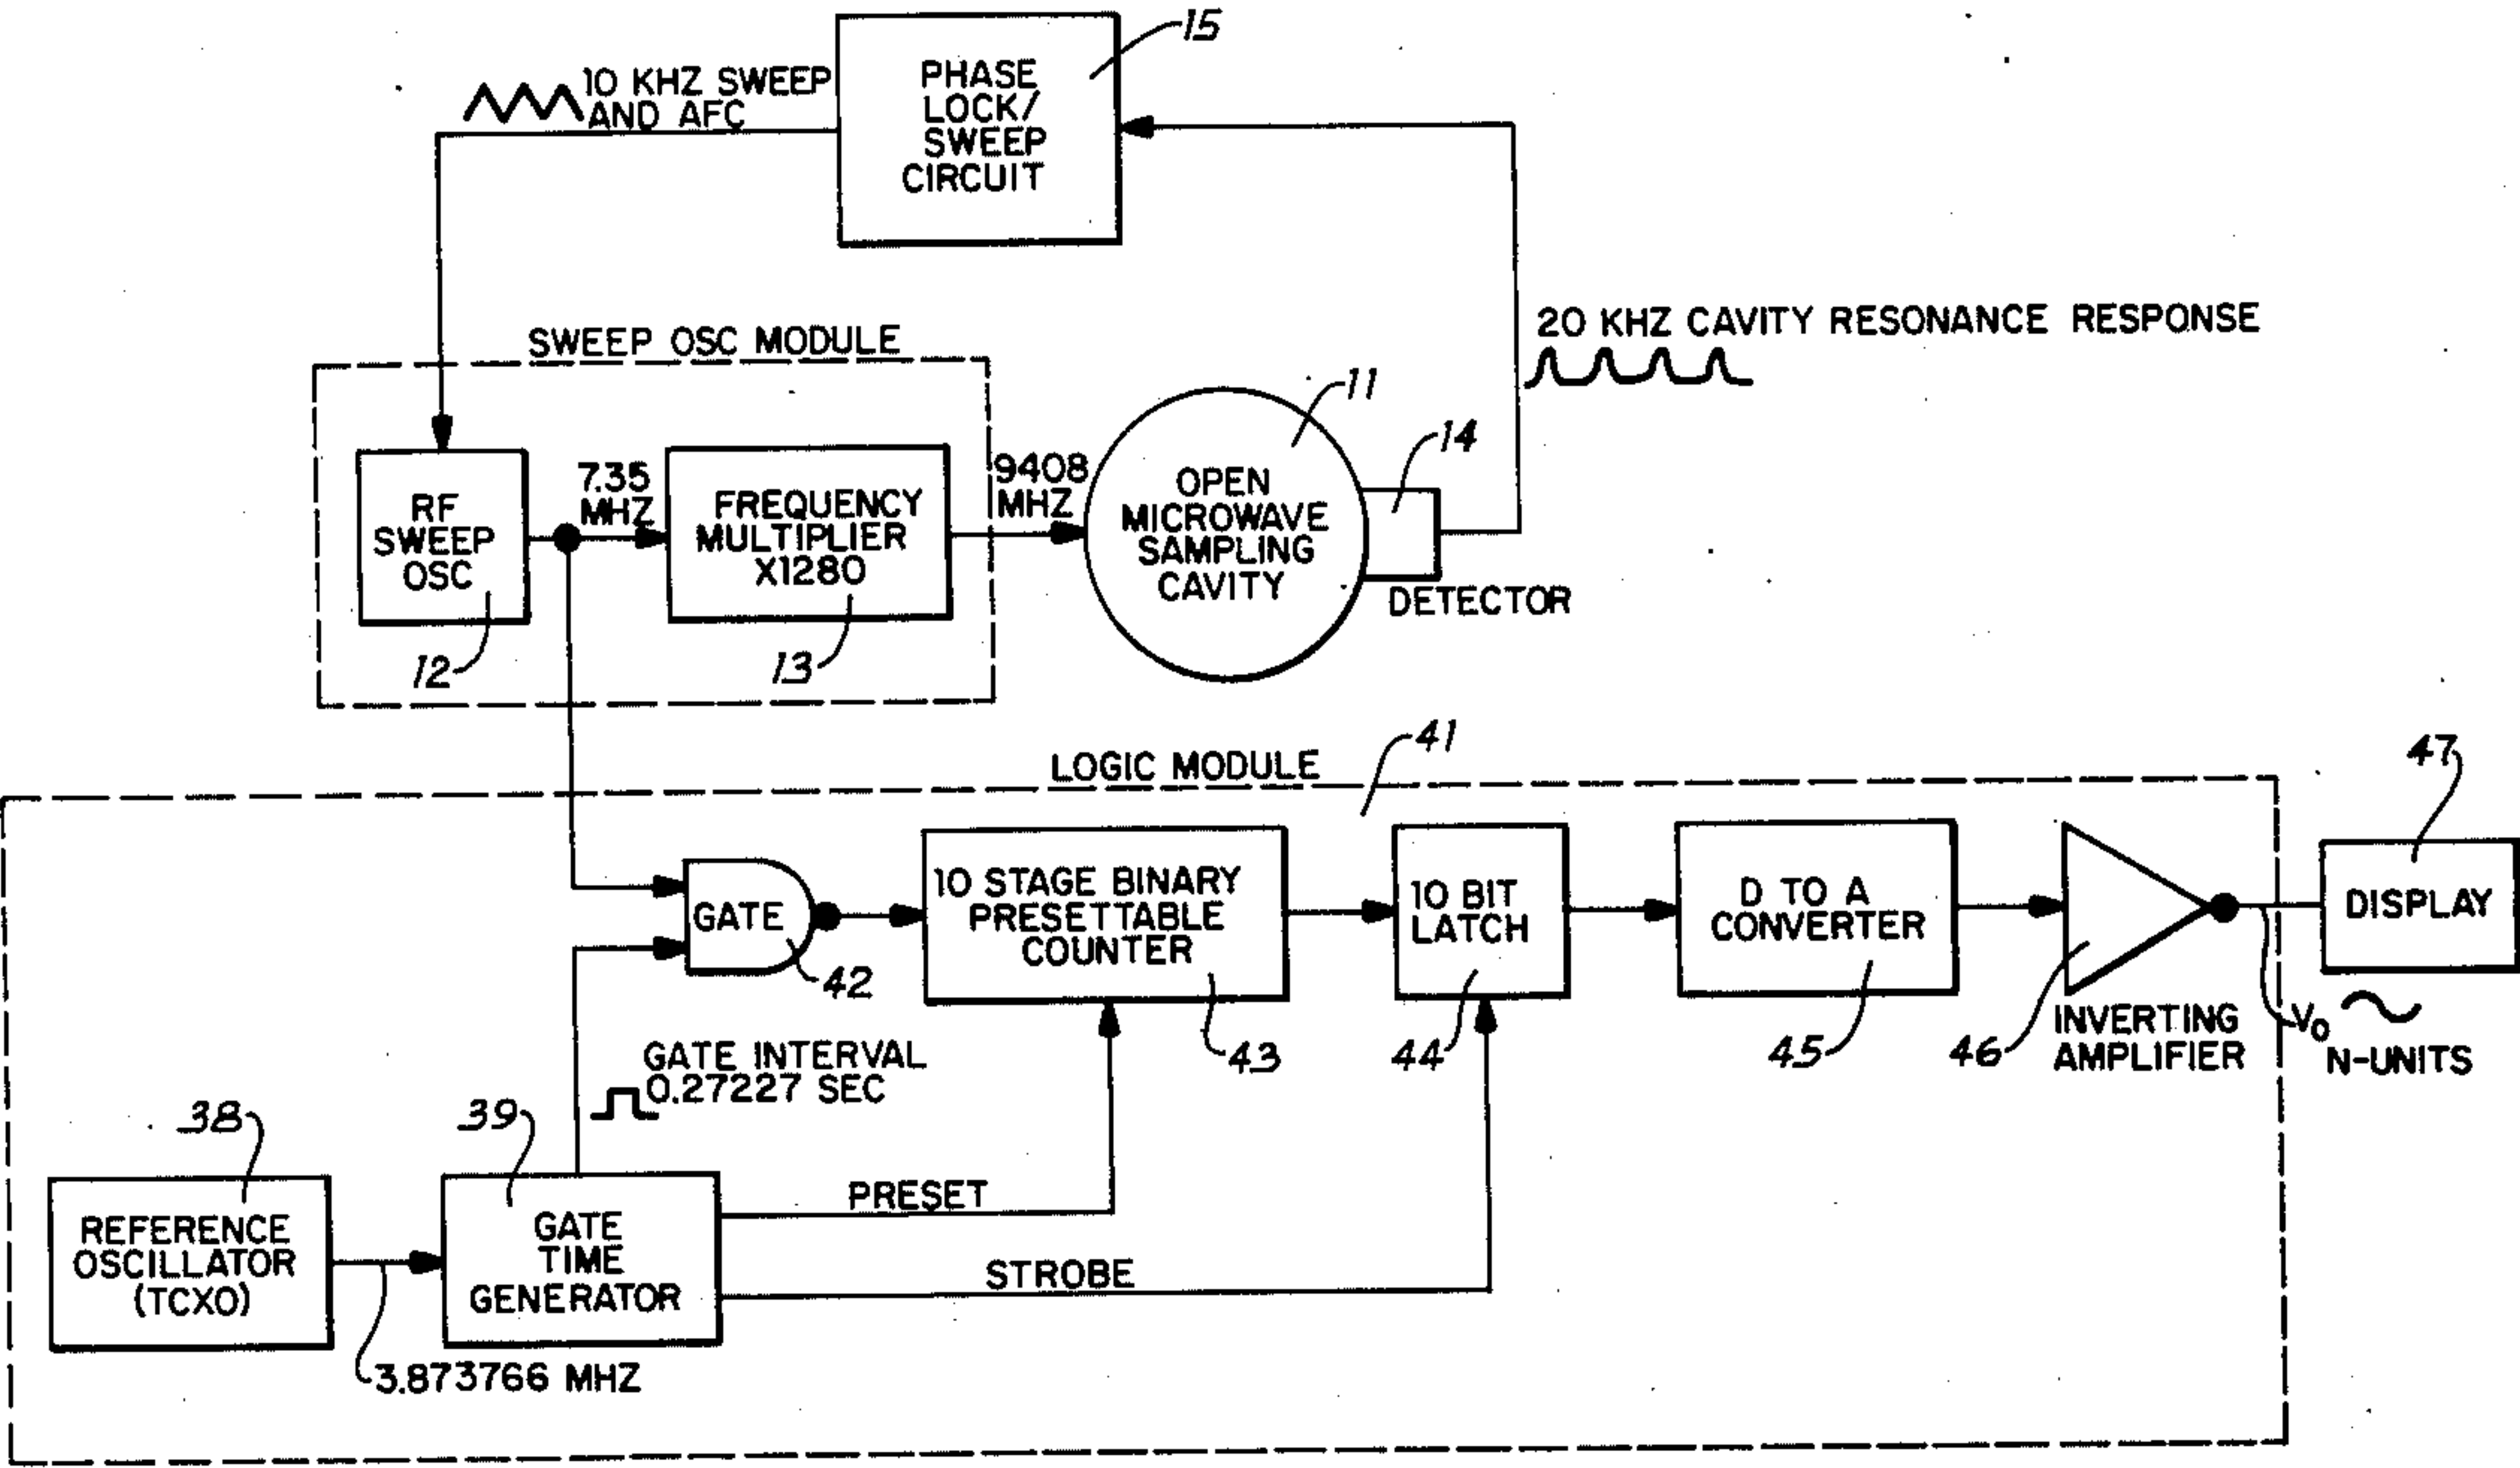 15
10 KHZ SWEEP
AND AFC
PHASE
LOCK/
SWEEP
CIRCUIT
20 KHZ CAVITY RESONANCE RESPONSE
SWEEP OSC MODULE
11
14
RF
SWEEP
OSC
7.35
MHZ
FREQUENCY
MULTIPLIER
X1280
9408
MHZ
OPEN
MICROWAVE
SAMPLING
CAVITY
DETECTOR
12
13
41
LOGIC MODULE
47
GATE
10 STAGE BINARY
PRESETTABLE
COUNTER
10 BIT
LATCH
D TO A
CONVERTER
DISPLAY
42
43
44
45
46
INVERTING
AMPLIFIER
V0
N-UNITS
GATE INTERVAL
0.27227 SEC
38
39
REFERENCE
OSCILLATOR
(TCXO)
GATE
TIME
GENERATOR
PRESET
STROBE
3.873766 MHZ